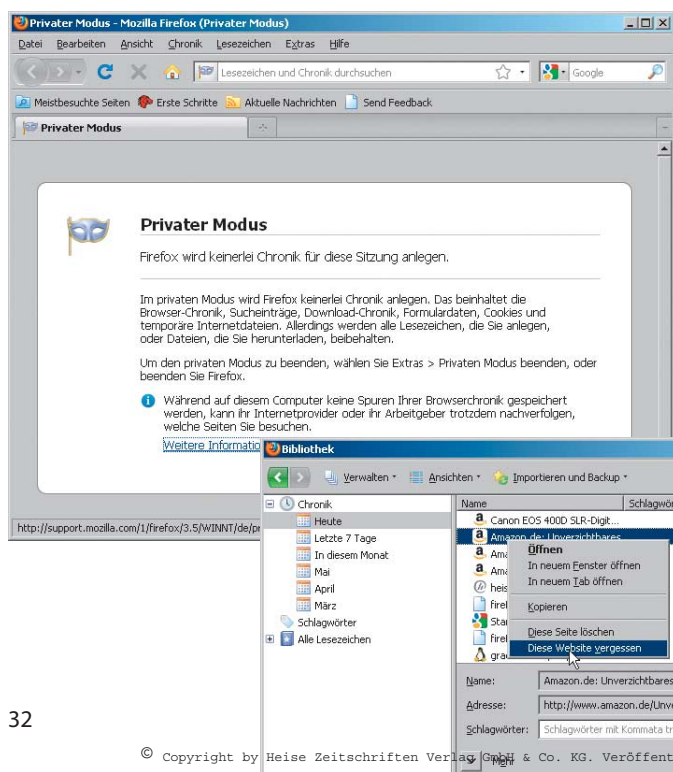 Privater Modus - Mozilla Firefox (Privater Modus)
Datei Bearbeiten Ansicht Chronik Lesezeichen Extras Hilfe
Lesezeichen und Chronik durchsuchen Google
Meistbesuchte Seiten Erste Schritte Aktuelle Nachrichten Send Feedback
Privater Modus
Privater Modus
Firefox wird keinerlei Chronik für diese Sitzung anlegen.
Im privaten Modus wird Firefox keinerlei Chronik anlegen. Das beinhaltet die
Browser-Chronik, Sucheinträge, Download-Chronik, Formulardaten, Cookies und
temporäre Internetdateien. Allerdings werden alle Lesezeichen, die Sie anlegen,
oder Dateien, die Sie herunterladen, beibehalten.
Um den privaten Modus zu beenden, wählen Sie Extras > Privaten Modus beenden, oder
beenden Sie Firefox.
Während auf diesem Computer keine Spuren Ihrer Browserchronik gespeichert
werden, kann ihr Internetprovider oder ihr Arbeitgeber trotzdem nachverfolgen,
welche Seiten Sie besuchen.
Weitere Informatio
http://support.mozilla.com/1/firefox/3.5/WINNT/de/pr
Bibliothek
Verwalten Ansichten Importieren und Backup
Chronik
Heute
Letzte 7 Tage
In diesem Monat
Mai
April
März
Schlagwörter
Alle Lesezeichen
Name Schlagwör
Canon EOS 400D SLR-Digit...
Amazon.de: Unverzichtbares
Ama
Ama
heis
firef
Star
firef
gra
Öffnen
In neuem Fenster öffnen
In neuem Tab öffnen
Kopieren
Diese Seite löschen
Diese Website vergessen
Name: Amazon.de: Unverzichtbares
Adresse: http://www.amazon.de/Unve
Schlagwörter: Schlagwörter mit Kommata tr
Mehr
32
© Copyright by Heise Zeitschriften Verlag GmbH & Co. KG. Veröffent